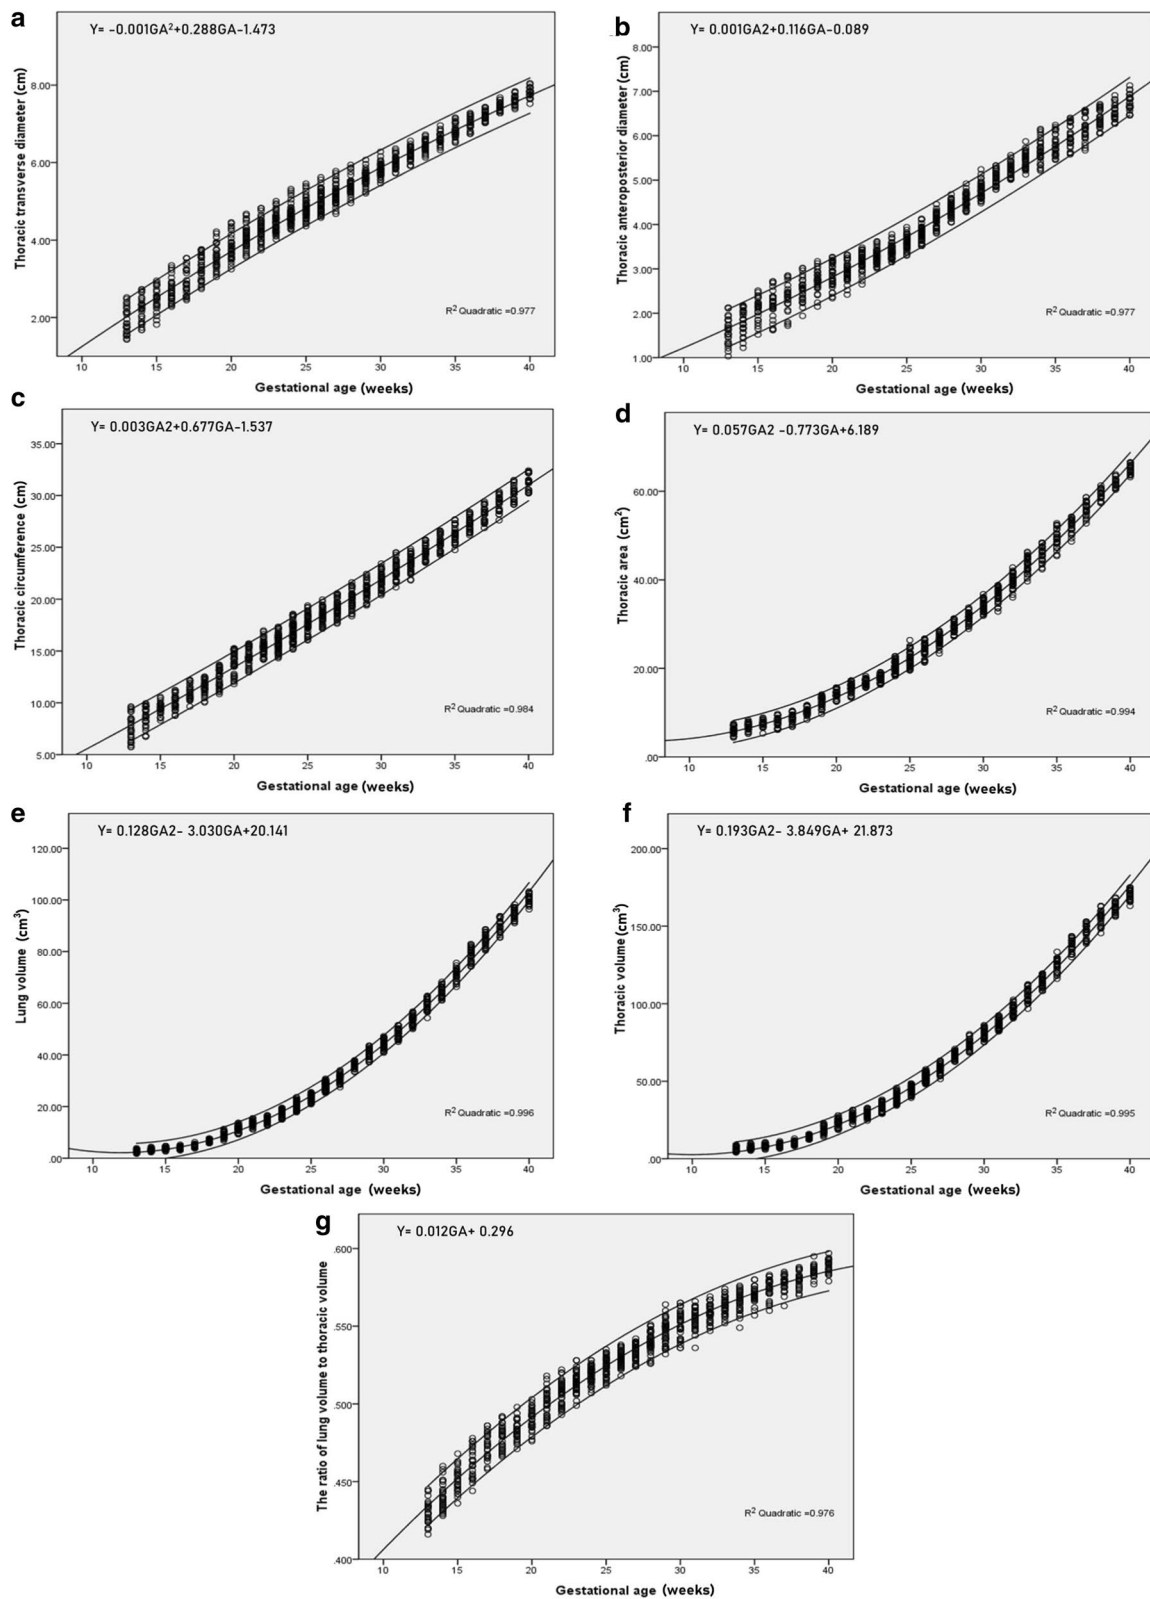 a
Y= −0.001GA²+0.288GA−1.473
Thoracic transverse diameter (cm)
8.00
6.00
4.00
2.00
R² Quadratic =0.977
10 15 20 25 30 35 40
Gestational age (weeks)
b
Y= 0.001GA2+0.116GA−0.089
Thoracic anteroposterior diameter (cm)
8.00
7.00
6.00
5.00
4.00
3.00
2.00
1.00
R² Quadratic =0.977
10 15 20 25 30 35 40
Gestational age (weeks)
c
Y= 0.003GA2+0.677GA−1.537
Thoracic circumference (cm)
35.00
30.00
25.00
20.00
15.00
10.00
5.00
R² Quadratic =0.984
10 15 20 25 30 35 40
Gestational age (weeks)
d
Y= 0.057GA2 −0.773GA+6.189
Thoracic area (cm²)
60.00
40.00
20.00
.00
R² Quadratic =0.994
10 15 20 25 30 35 40
Gestational age (weeks)
e
Y= 0.128GA2− 3.030GA+20.141
Lung volume (cm³)
120.00
100.00
80.00
60.00
40.00
20.00
.00
R² Quadratic =0.996
10 15 20 25 30 35 40
Gestational age (weeks)
f
Y= 0.193GA2− 3.849GA+ 21.873
Thoracic volume (cm³)
200.00
150.00
100.00
50.00
.00
R² Quadratic =0.995
10 15 20 25 30 35 40
Gestational age (weeks)
g
Y= 0.012GA+ 0.296
The ratio of lung volume to thoracic volume
.600
.550
.500
.450
.400
R² Quadratic =0.976
10 15 20 25 30 35 40
Gestational age (weeks)